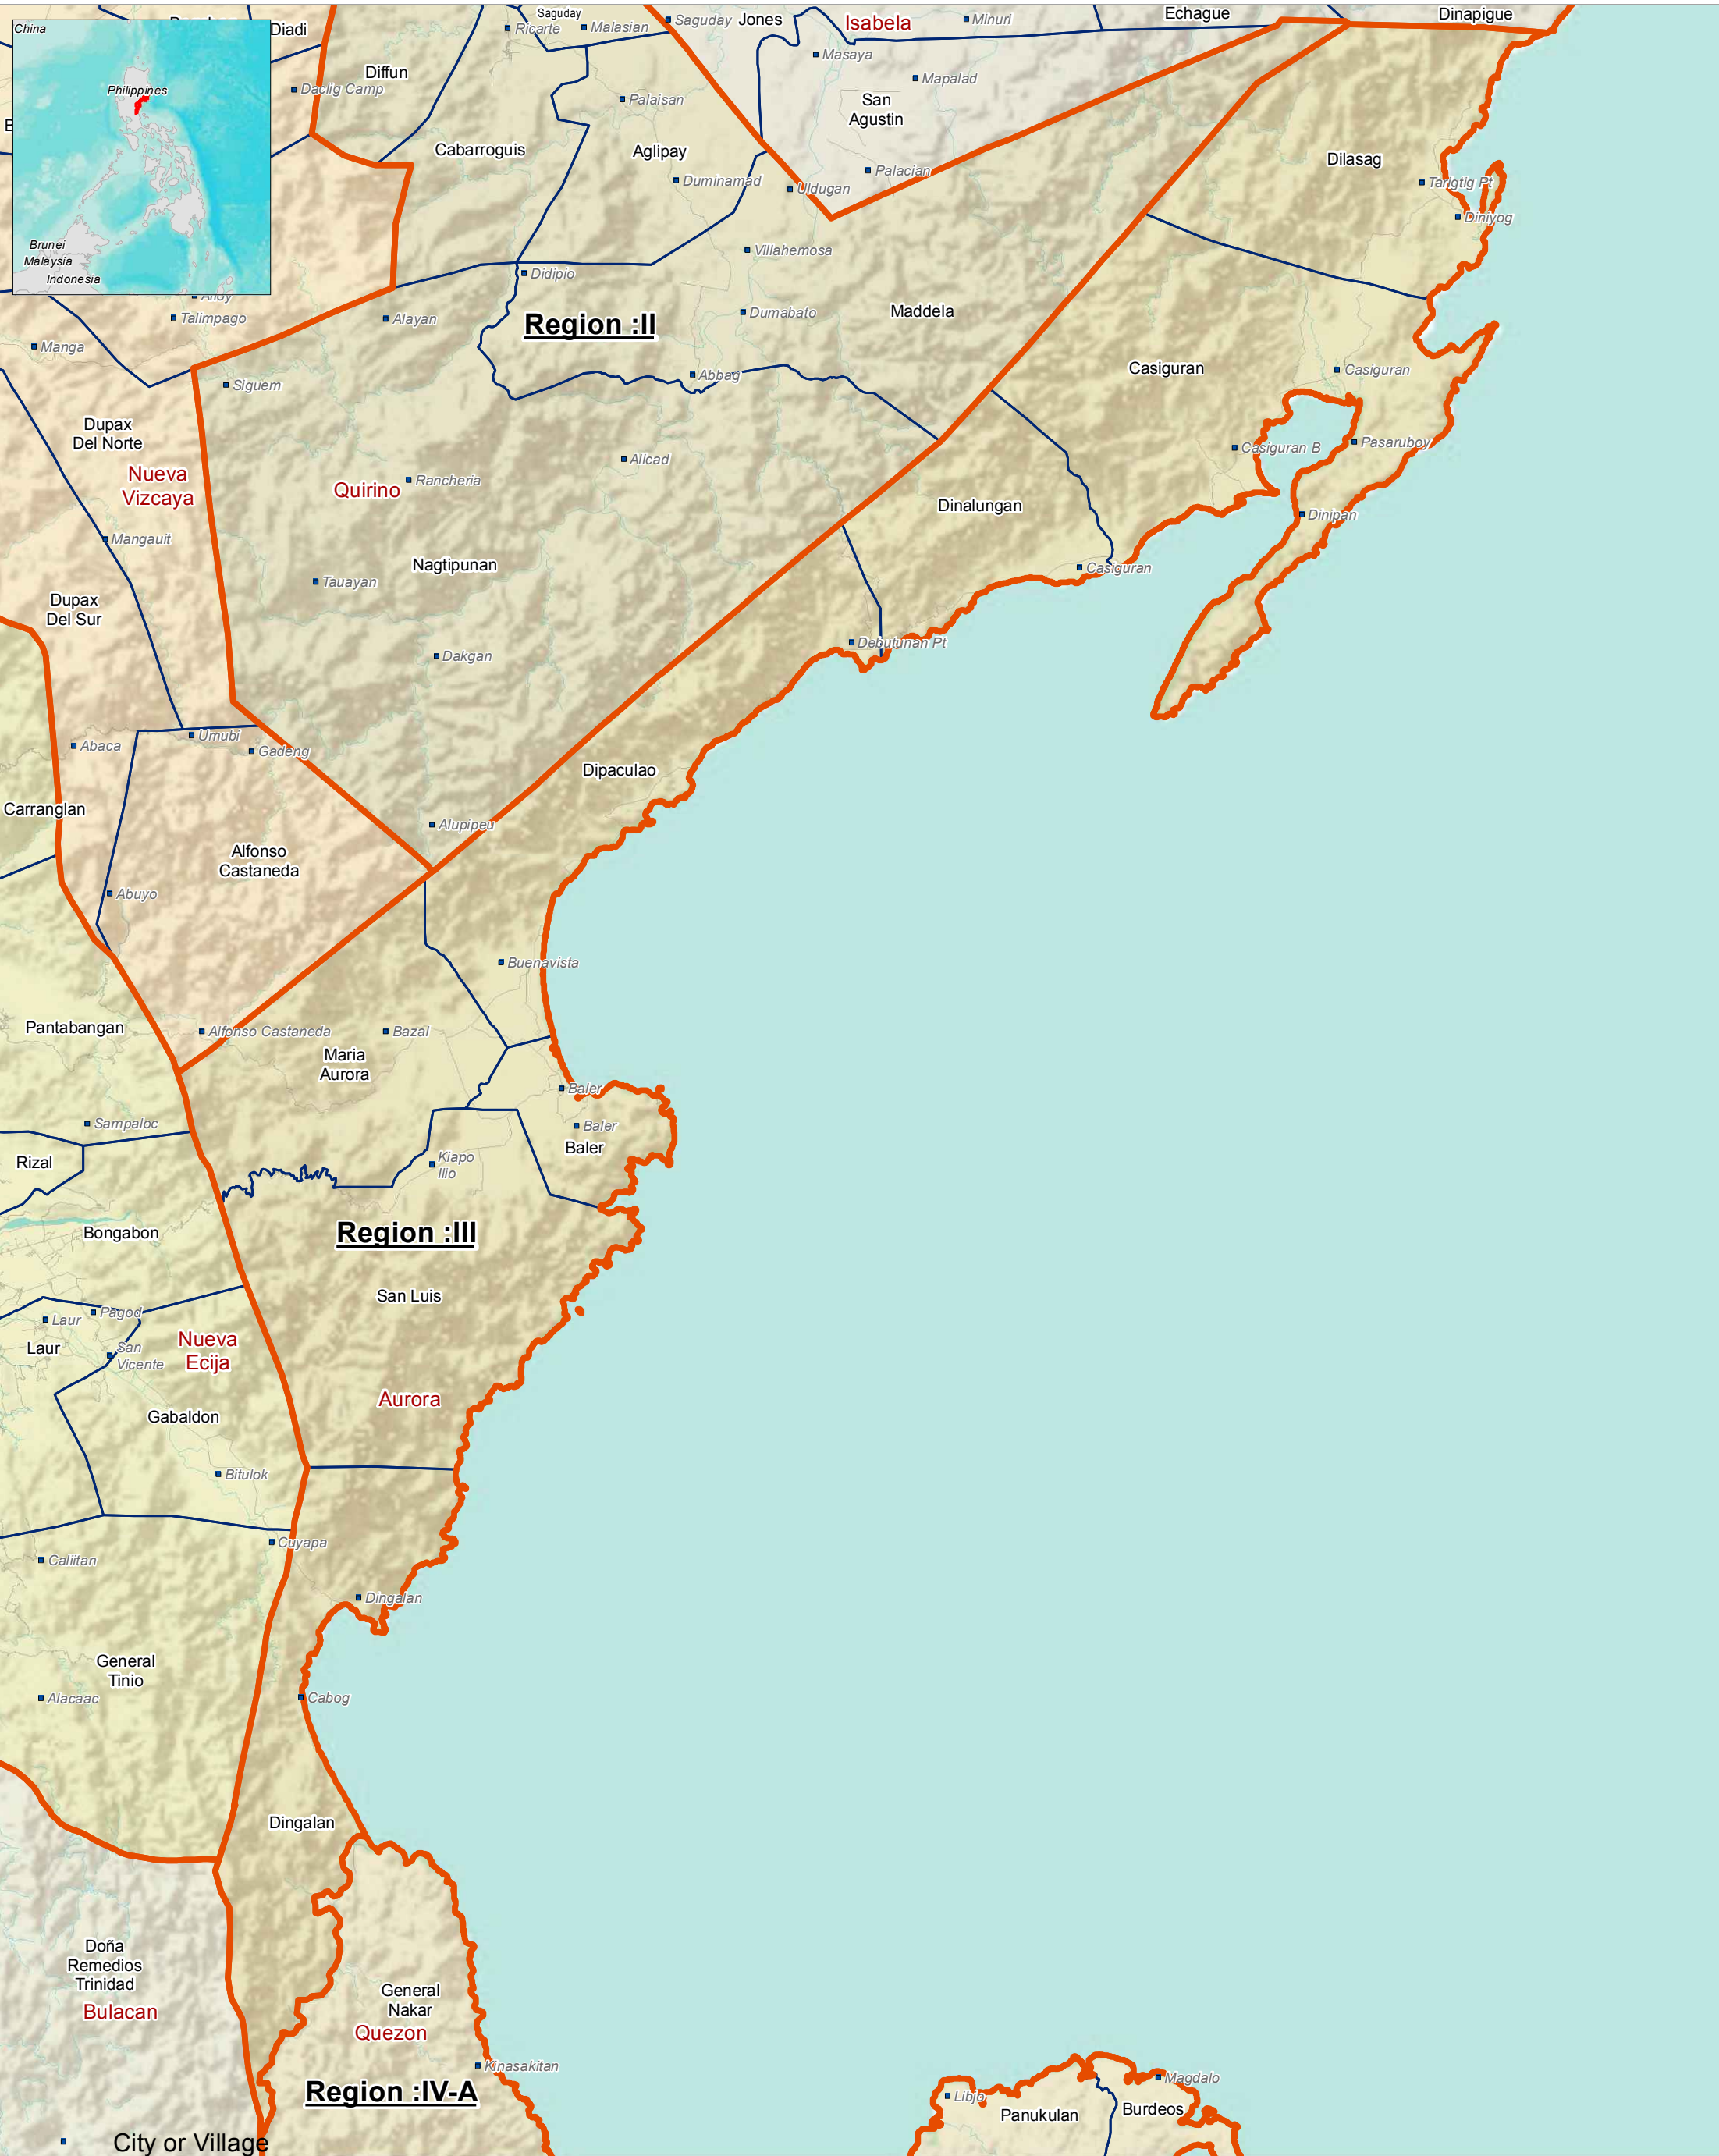 Saguday
Saguday
Jones
Isabela
Minuri
Echague
Dinapigue
China
Diadi
Ricarte
Malasian
Masaya
Diffun
Mapalad
Philippines
Daclig Camp
Palaisan
San
Agustin
Cabarroguis
Aglipay
Dilasag
Palacian
Duminamad
Uldugan
Tarigtig Pt
Diniyog
Brunei
Malaysia
Indonesia
Villahemosa
Didipio
Talimpago
Alayan
Region :II
Dumabato
Maddela
Manga
Siguem
Abbag
Casiguran
Casiguran
Dupax
Del Norte
Pasaruboy
Casiguran B
Alicad
Nueva
Vizcaya
Quirino
Rancheria
Dinalungan
Dinipan
Mangauit
Nagtipunan
Casiguran
Tauayan
Dupax
Del Sur
Debutunan Pt
Dakgan
Umubi
Abaca
Gadeng
Dipaculao
Carranglan
Alupipeu
Alfonso
Castaneda
Abuyo
Buenavista
Pantabangan
Alfonso Castaneda
Bazal
Maria
Aurora
Baler
Sampaloc
Baler
Baler
Rizal
Kiapo
Ilio
Bongabon
Region :III
San Luis
Pagod
Laur
Laur
San
Vicente
Nueva
Ecija
Aurora
Gabaldon
Bitulok
Cuyapa
Caliitan
Dingalan
General
Tinio
Alacaac
Cabog
Dingalan
Doña
Remedios
Trinidad
Bulacan
General
Nakar
Quezon
Kinasakitan
Region :IV-A
Magdalo
Libjo
Panukulan
Burdeos
City or Village